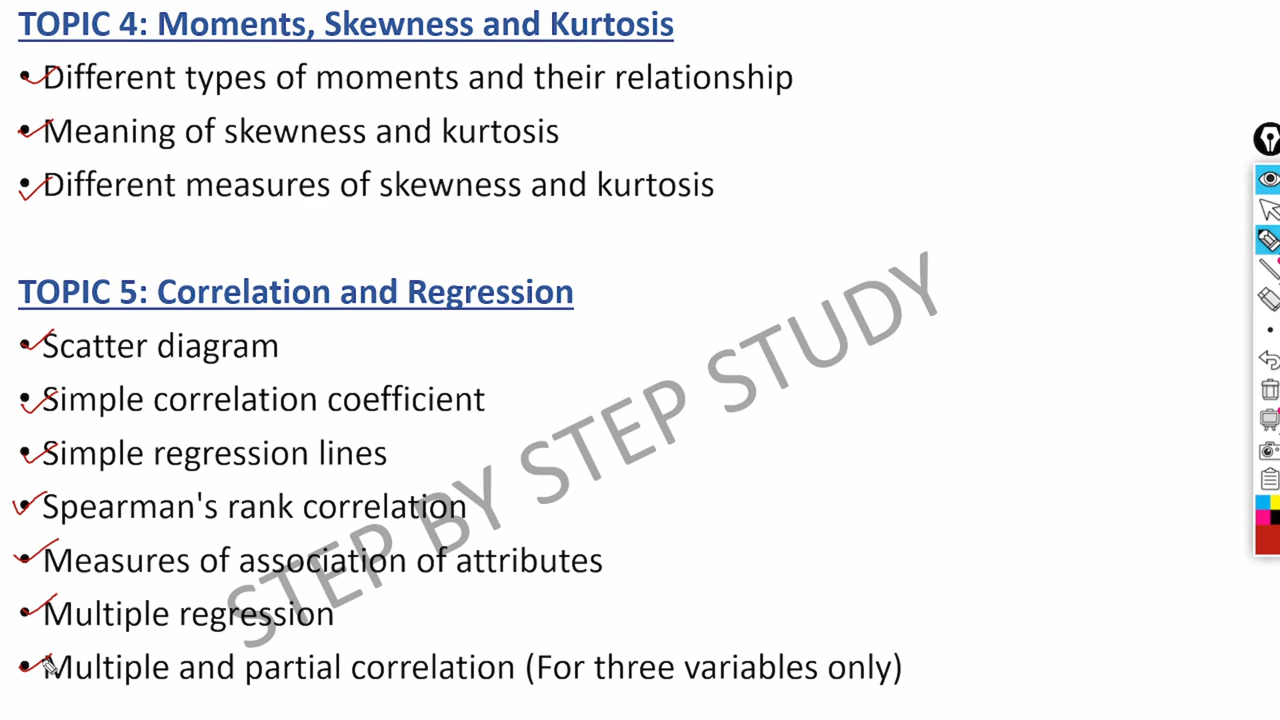 TOPIC 4: Moments, Skewness and Kurtosis
• Different types of moments and their relationship
• Meaning of skewness and kurtosis
• Different measures of skewness and kurtosis
TOPIC 5: Correlation and Regression
• Scatter diagram
• Simple correlation coefficient
• Simple regression lines
• Spearman's rank correlation
• Measures of association of attributes
• Multiple regression
• Multiple and partial correlation (For three variables only)
STEP BY STEP STUDY